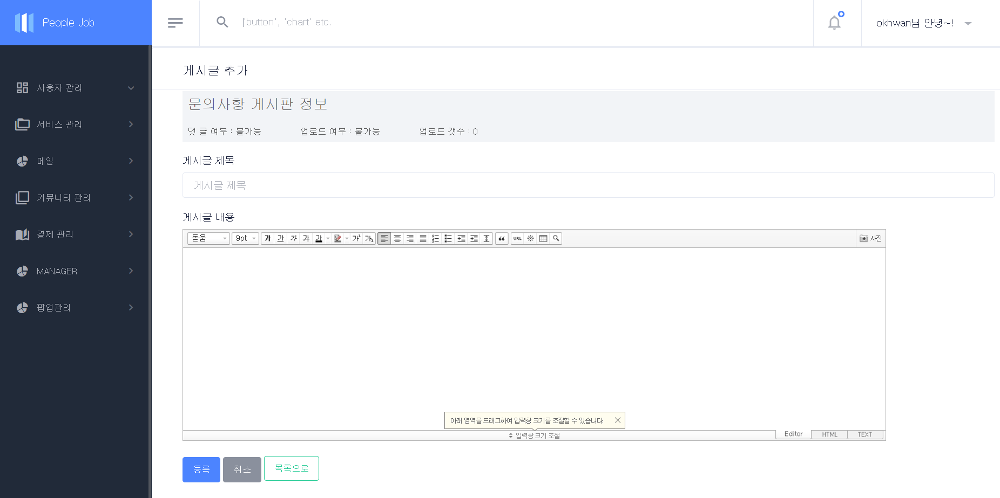 People Job
'button', 'chart' etc.
okhwan님 안녕~!
사용자 관리
서비스 관리
메일
커뮤니티 관리
결제 관리
MANAGER
팝업관리
게시글 추가
문의사항 게시판 정보
댓 글 여부 : 불가능 업로드 여부 : 불가능 업로드 갯수 : 0
게시글 제목
게시글 제목
게시글 내용
돋움 9pt 가 가 가 가 가 가¹ 가₁ “ URL ※ 사진
아래 영역을 드래그하여 입력창 크기를 조절할 수 있습니다.
입력창 크기 조절
Editor HTML TEXT
등록 취소 목록으로